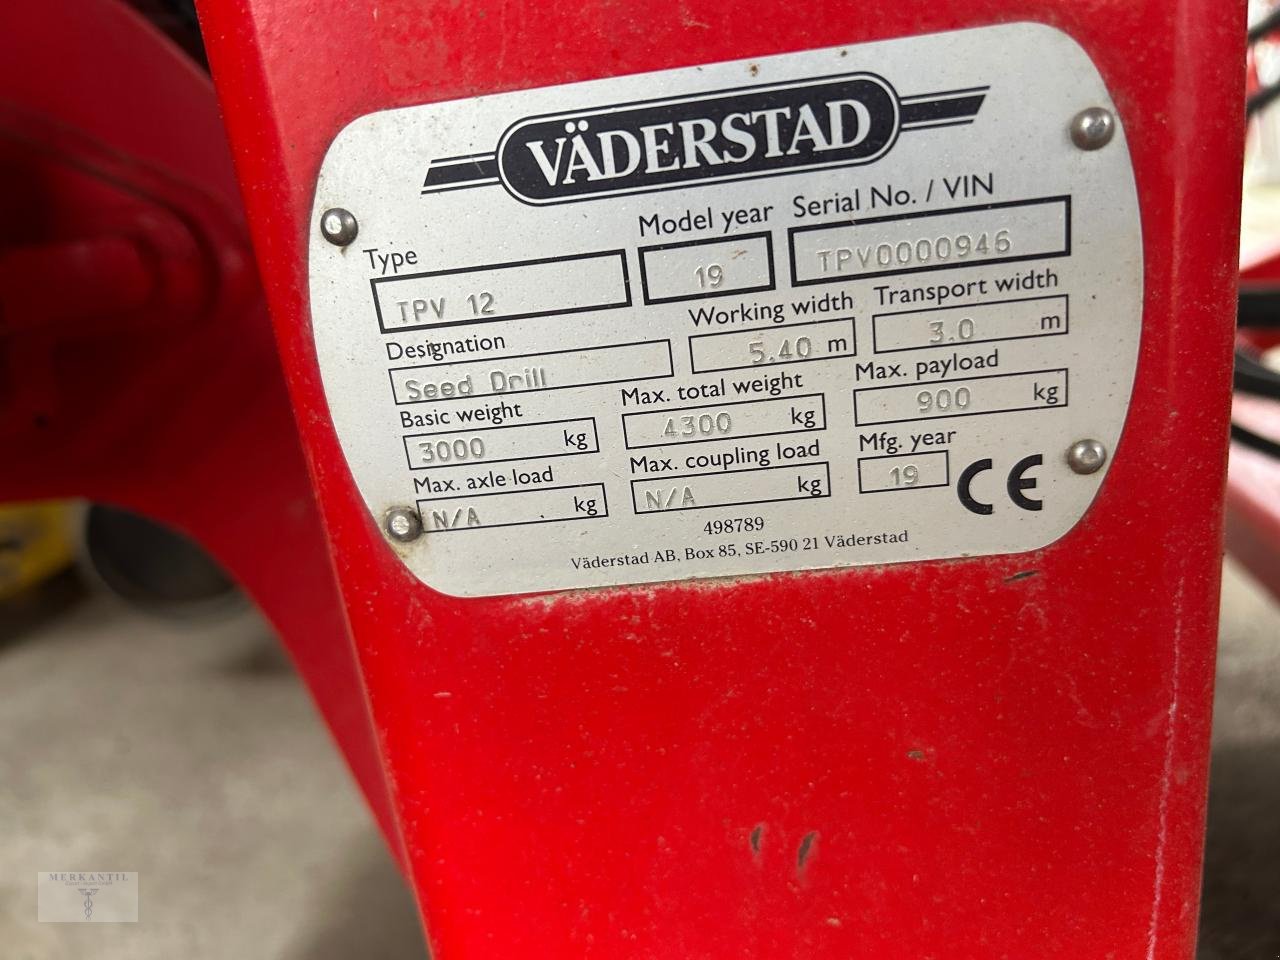 VÄDERSTAD
Type Model year Serial No. / VIN
TPV 12 19 TPV0000946
Designation Working width Transport width
Seed Drill 5.40 m 3.0 m
Basic weight Max. total weight Max. payload
3000 kg 4300 kg 900 kg
Max. axle load Max. coupling load Mfg. year
N/A kg N/A kg 19 CE
498789
Väderstad AB, Box 85, SE-590 21 Väderstad
MERKANTIL